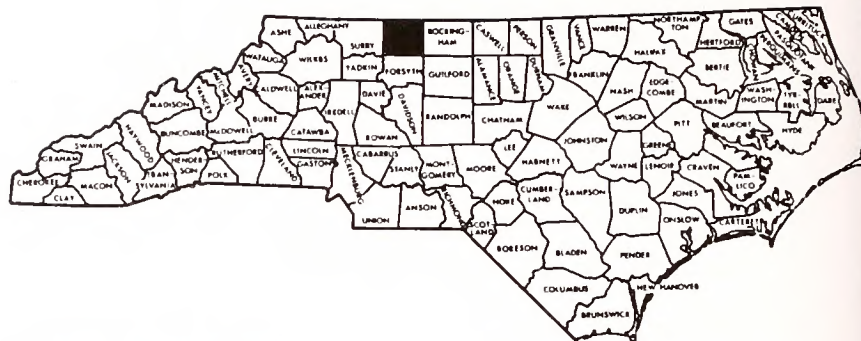 ASHE
ALLEGHANY
SURRY
ROCKING-
HAM
CASWELL
PERSON
GRANVILLE
VANCE
WARREN
NORTHAMP
TON
GATES
HERTFORD
CURRITUCK
PASQUOTANK
PERQUIMANS
HALIFAX
BERTIE
WATAUGA
WILKES
YADKIN
FORSYTH
GUILFORD
ALAMANCE
ORANGE
DURHAM
FRANKLIN
NASH
EDGE
COMBE
MARTIN
WASH-
INGTON
TYR-
RELL
DARE
MADISON
YANCEY
MITCHELL
AVERY
CALDWELL
ALEX-
ANDER
IREDELL
DAVIE
DAVIDSON
RANDOLPH
CHATHAM
WAKE
WILSON
PITT
BEAUFORT
HYDE
SWAIN
HAYWOOD
BUNCOMBE
McDOWELL
BURKE
CATAWBA
ROWAN
LEE
JOHNSTON
GREENE
GRAHAM
CHEROKEE
CLAY
MACON
JACKSON
TRAN-
SYLVANIA
HENDER-
SON
POLK
RUTHERFORD
CLEVELAND
LINCOLN
GASTON
MECKLENBURG
CABARRUS
STANLY
MONT-
GOMERY
MOORE
HARNETT
WAYNE
LENOIR
CRAVEN
PAM-
LICO
UNION
ANSON
RICHMOND
SCOT-
LAND
HOKE
CUMBER-
LAND
SAMPSON
DUPLIN
JONES
ONSLOW
CARTERET
ROBESON
BLADEN
PENDER
COLUMBUS
NEW HANOVER
BRUNSWICK